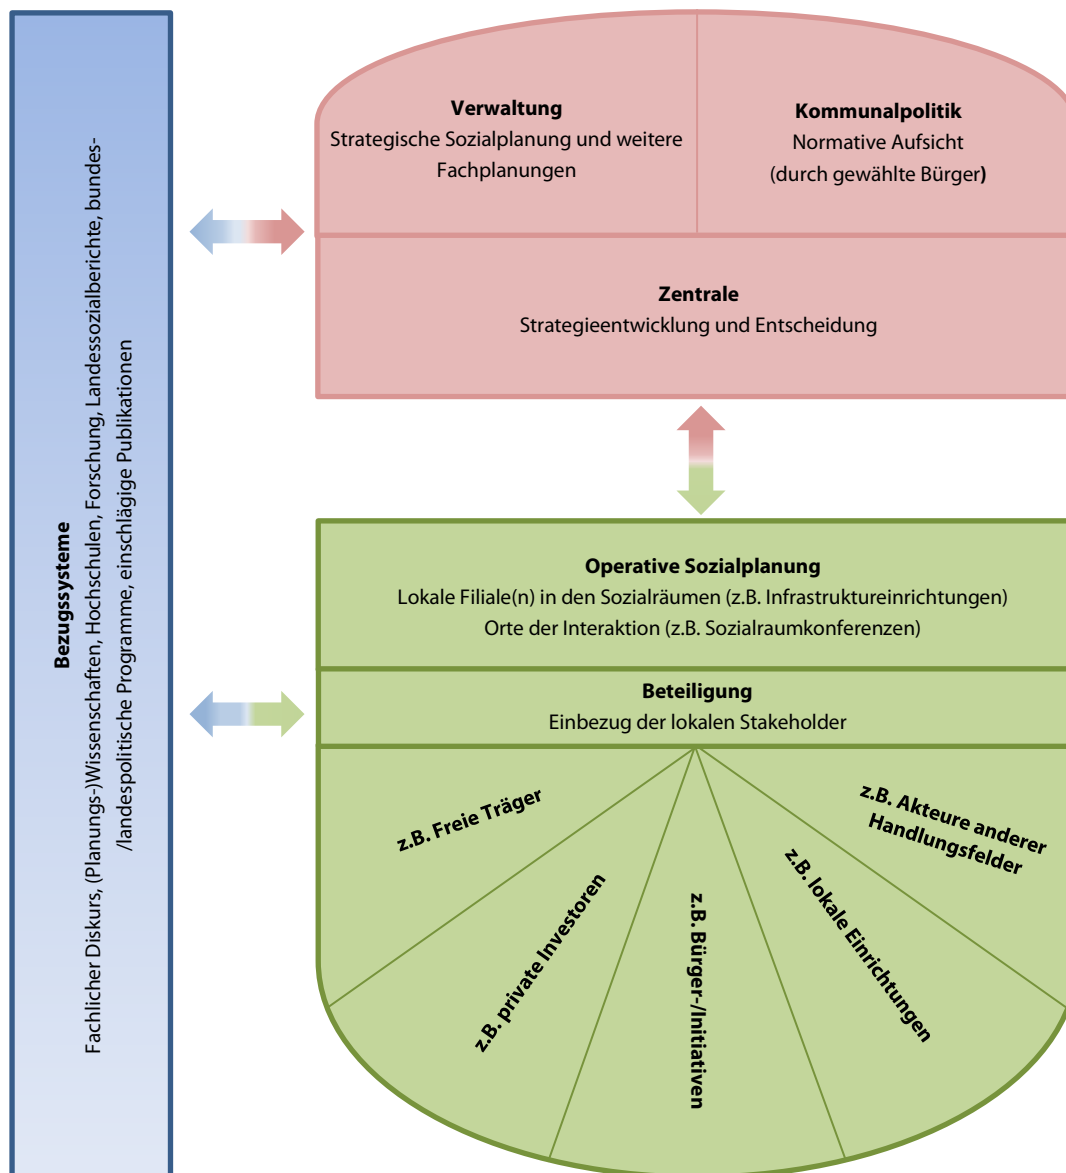 Bezugssysteme
Fachlicher Diskurs, (Planungs-)Wissenschaften, Hochschulen, Forschung, Landessozialberichte, bundes-
/landespolitische Programme, einschlägige Publikationen
Verwaltung
Strategische Sozialplanung und weitere
Fachplanungen
Kommunalpolitik
Normative Aufsicht
(durch gewählte Bürger)
Zentrale
Strategieentwicklung und Entscheidung
Operative Sozialplanung
Lokale Filiale(n) in den Sozialräumen (z.B. Infrastruktureinrichtungen)
Orte der Interaktion (z.B. Sozialraumkonferenzen)
Beteiligung
Einbezug der lokalen Stakeholder
z.B. Freie Träger
z.B. private Investoren
z.B. Bürger-/Initiativen
z.B. lokale Einrichtungen
z.B. Akteure anderer
Handlungsfelder